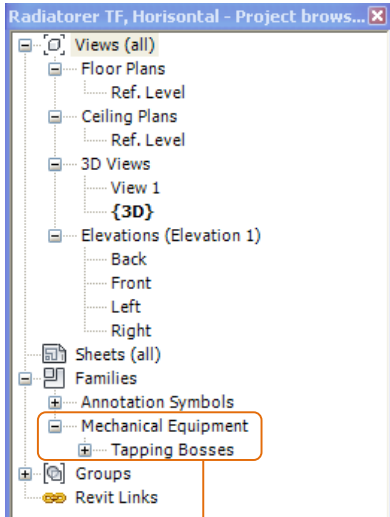 Radiatorer TF, Horisontal - Project brows...
Views (all)
Floor Plans
Ref. Level
Ceiling Plans
Ref. Level
3D Views
View 1
{3D}
Elevations (Elevation 1)
Back
Front
Left
Right
Sheets (all)
Families
Annotation Symbols
Mechanical Equipment
Tapping Bosses
Groups
Revit Links